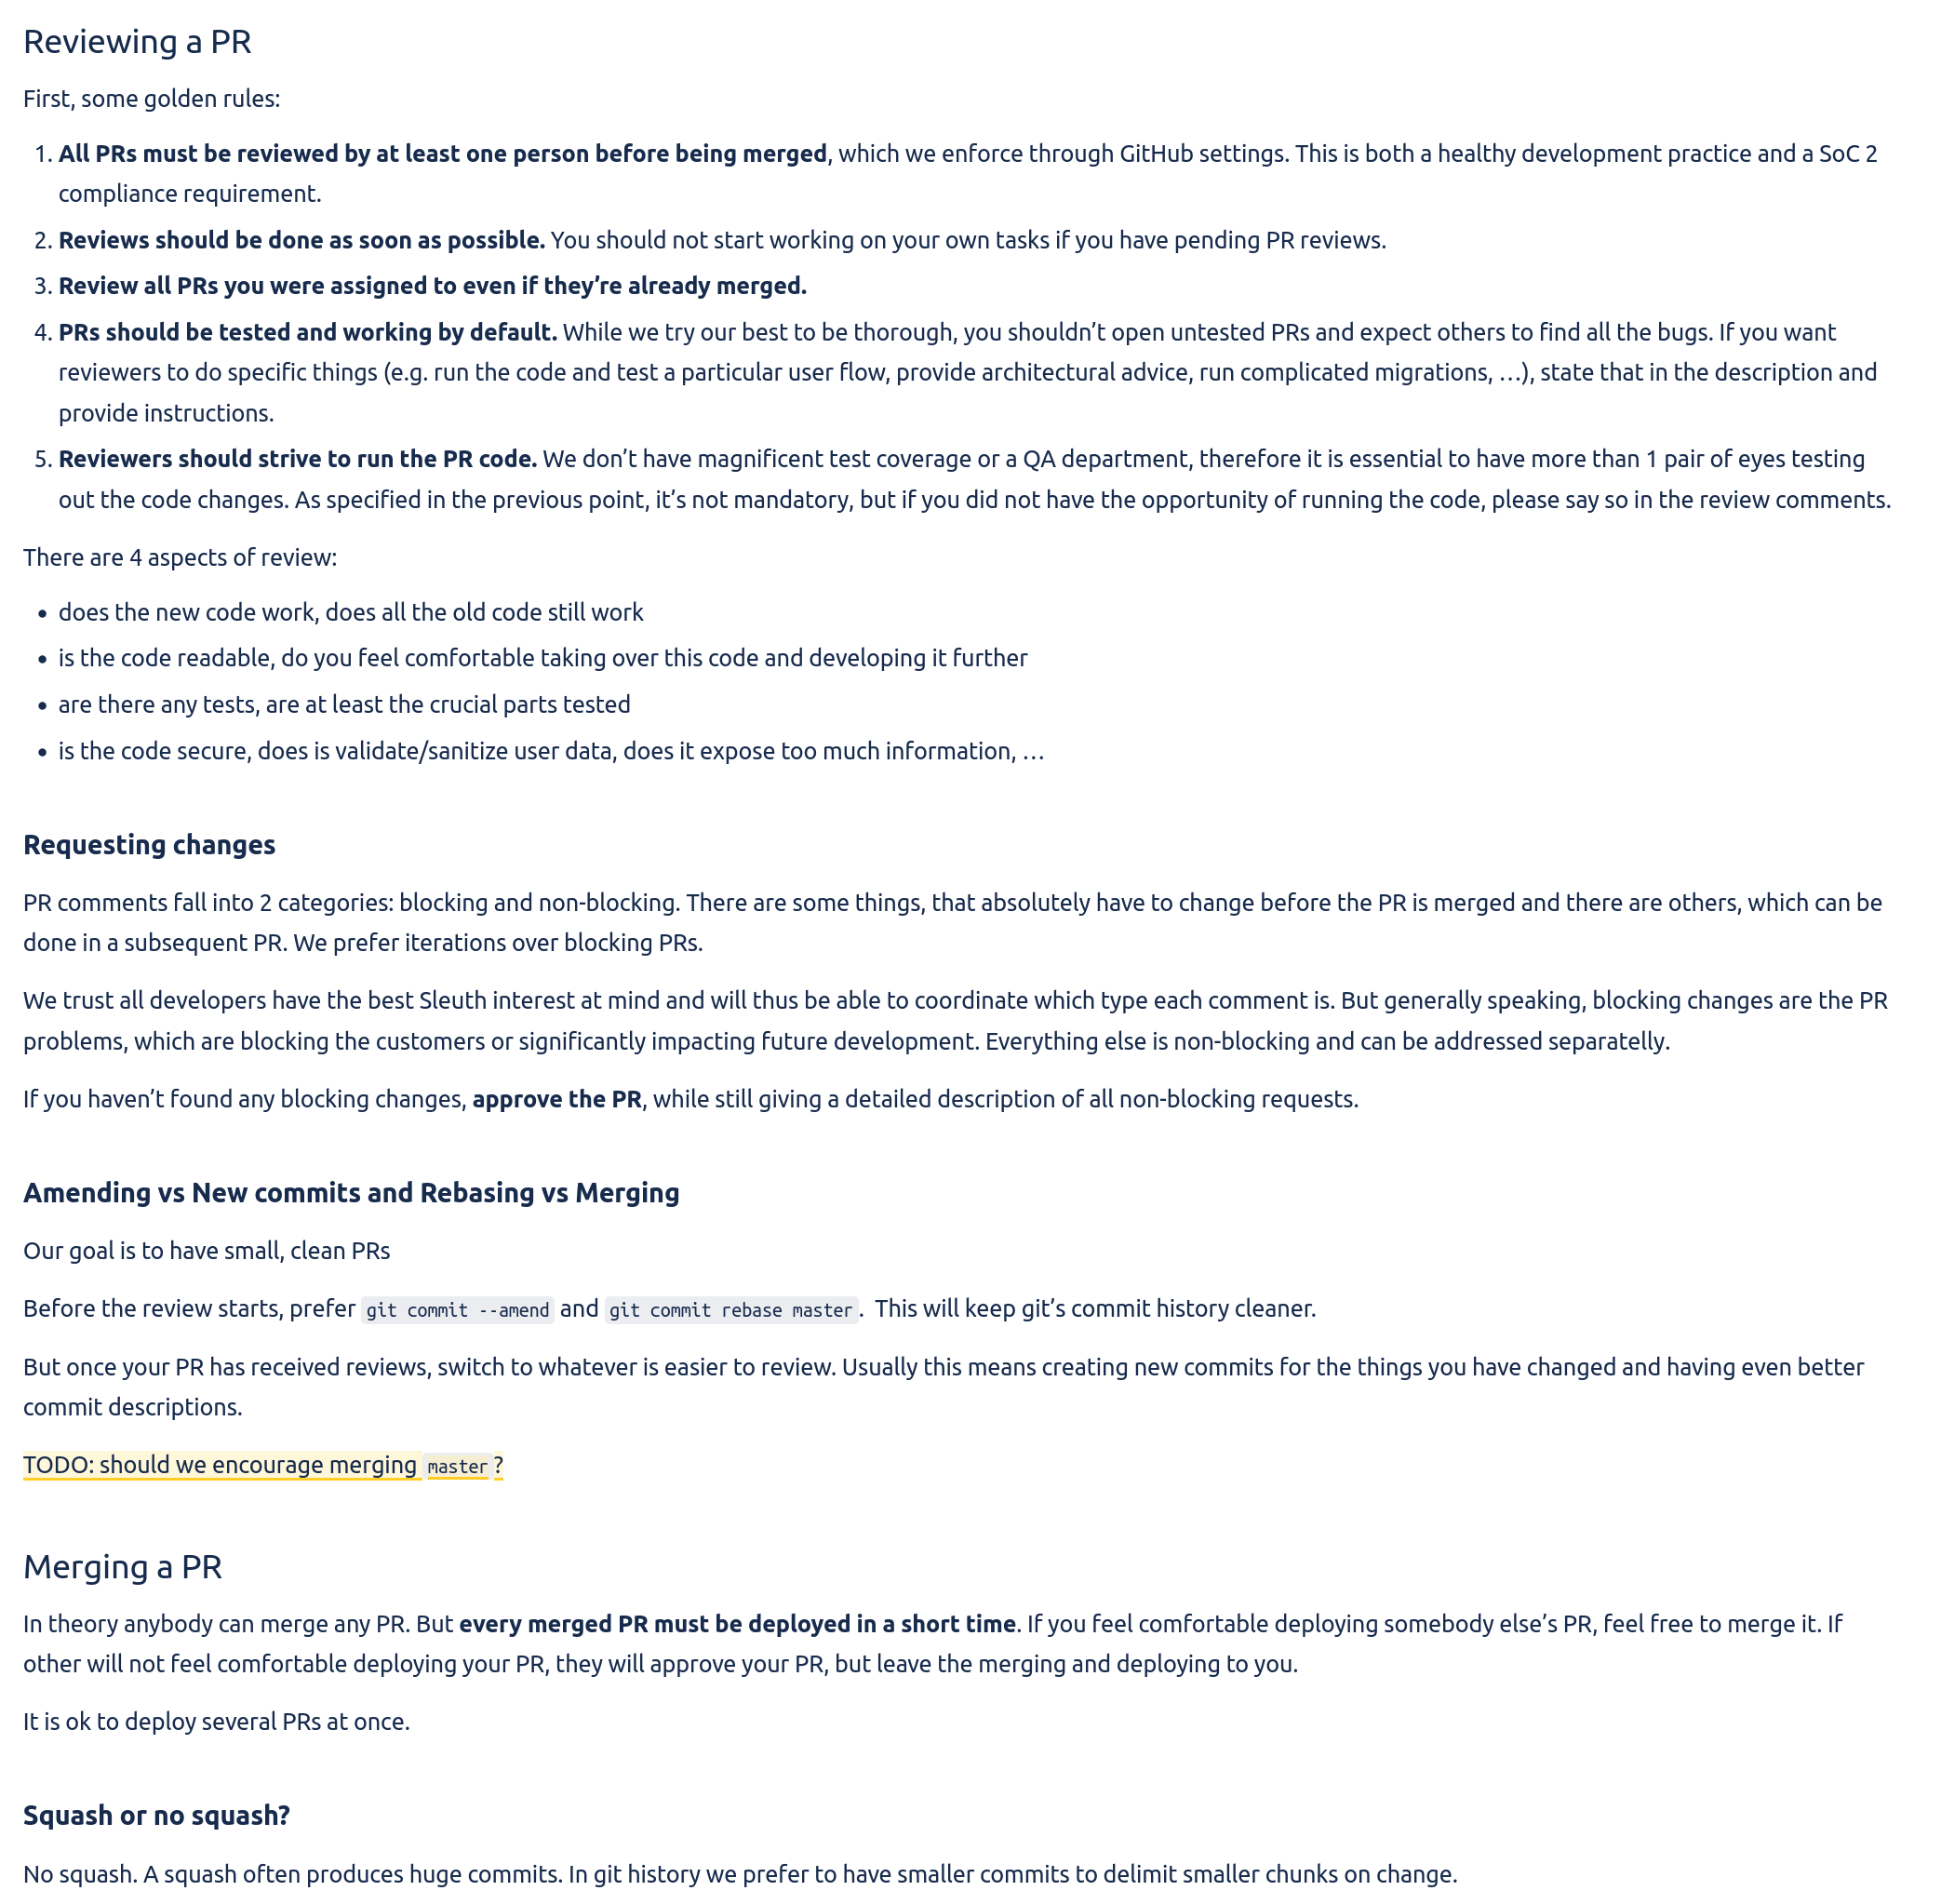 Reviewing a PR
First, some golden rules:
1. All PRs must be reviewed by at least one person before being merged, which we enforce through GitHub settings. This is both a healthy development practice and a SoC 2
compliance requirement.
2. Reviews should be done as soon as possible. You should not start working on your own tasks if you have pending PR reviews.
3. Review all PRs you were assigned to even if they’re already merged.
4. PRs should be tested and working by default. While we try our best to be thorough, you shouldn’t open untested PRs and expect others to find all the bugs. If you want
reviewers to do specific things (e.g. run the code and test a particular user flow, provide architectural advice, run complicated migrations, …), state that in the description and
provide instructions.
5. Reviewers should strive to run the PR code. We don’t have magnificent test coverage or a QA department, therefore it is essential to have more than 1 pair of eyes testing
out the code changes. As specified in the previous point, it’s not mandatory, but if you did not have the opportunity of running the code, please say so in the review comments.
There are 4 aspects of review:
• does the new code work, does all the old code still work
• is the code readable, do you feel comfortable taking over this code and developing it further
• are there any tests, are at least the crucial parts tested
• is the code secure, does is validate/sanitize user data, does it expose too much information, …
Requesting changes
PR comments fall into 2 categories: blocking and non-blocking. There are some things, that absolutely have to change before the PR is merged and there are others, which can be
done in a subsequent PR. We prefer iterations over blocking PRs.
We trust all developers have the best Sleuth interest at mind and will thus be able to coordinate which type each comment is. But generally speaking, blocking changes are the PR
problems, which are blocking the customers or significantly impacting future development. Everything else is non-blocking and can be addressed separatelly.
If you haven’t found any blocking changes, approve the PR, while still giving a detailed description of all non-blocking requests.
Amending vs New commits and Rebasing vs Merging
Our goal is to have small, clean PRs
Before the review starts, prefer git commit --amend and git commit rebase master. This will keep git’s commit history cleaner.
But once your PR has received reviews, switch to whatever is easier to review. Usually this means creating new commits for the things you have changed and having even better
commit descriptions.
TODO: should we encourage merging master?
Merging a PR
In theory anybody can merge any PR. But every merged PR must be deployed in a short time. If you feel comfortable deploying somebody else’s PR, feel free to merge it. If
other will not feel comfortable deploying your PR, they will approve your PR, but leave the merging and deploying to you.
It is ok to deploy several PRs at once.
Squash or no squash?
No squash. A squash often produces huge commits. In git history we prefer to have smaller commits to delimit smaller chunks on change.